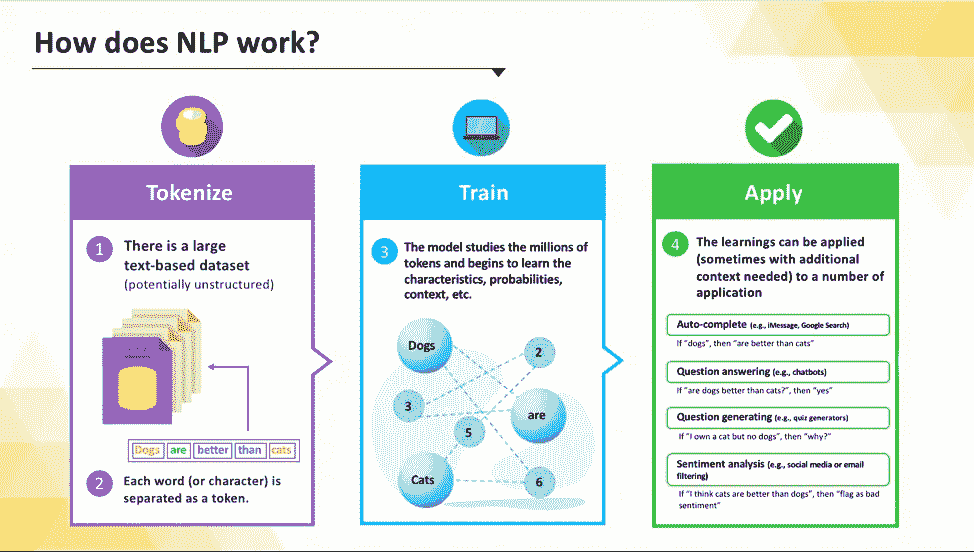 How does NLP work?
Tokenize
1
There is a large
text-based dataset
(potentially unstructured)
Dogs are better than cats
2
Each word (or character) is
separated as a token.
Train
3
The model studies the millions of
tokens and begins to learn the
characteristics, probabilities,
context, etc.
Dogs
2
3
are
5
Cats
6
Apply
4
The learnings can be applied
(sometimes with additional
context needed) to a number of
application
Auto-complete (e.g., iMessage, Google Search)
If "dogs", then "are better than cats"
Question answering (e.g., chatbots)
If "are dogs better than cats?", then "yes"
Question generating (e.g., quiz generators)
If "I own a cat but no dogs", then "why?"
Sentiment analysis (e.g., social media or email
filtering)
If "I think cats are better than dogs", then "flag as bad
sentiment"